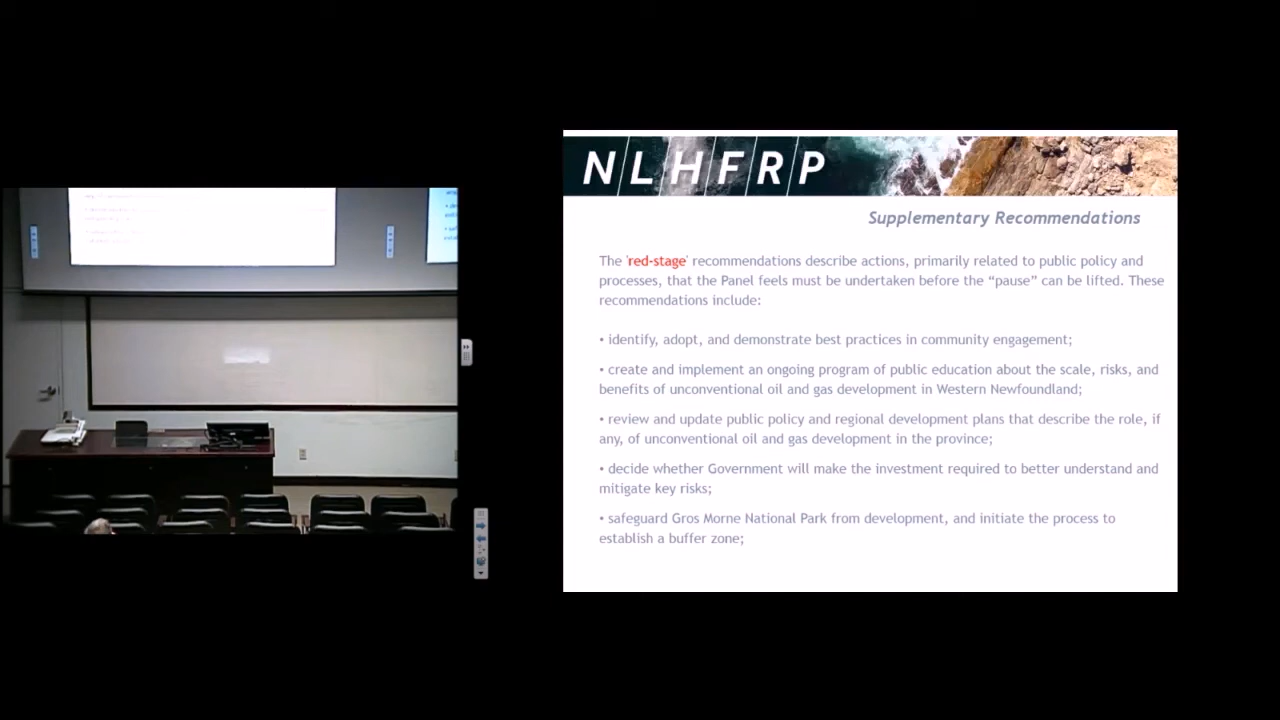 NLHFRP
Supplementary Recommendations
The 'red-stage' recommendations describe actions, primarily related to public policy and
processes, that the Panel feels must be undertaken before the “pause” can be lifted. These
recommendations include:
• identify, adopt, and demonstrate best practices in community engagement;
• create and implement an ongoing program of public education about the scale, risks, and
benefits of unconventional oil and gas development in Western Newfoundland;
• review and update public policy and regional development plans that describe the role, if
any, of unconventional oil and gas development in the province;
• decide whether Government will make the investment required to better understand and
mitigate key risks;
• safeguard Gros Morne National Park from development, and initiate the process to
establish a buffer zone;